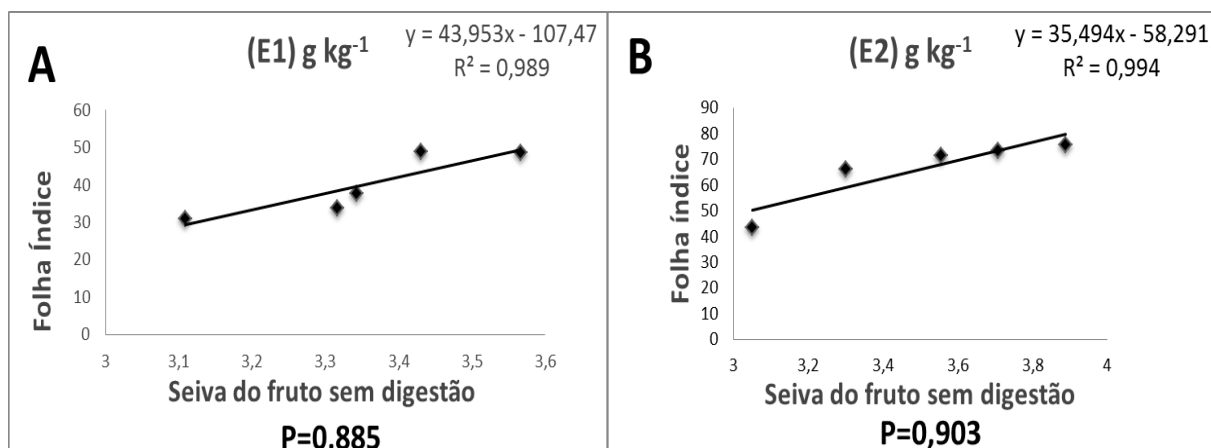 A
(E1) g kg-1
y = 43,953x - 107,47
R² = 0,989
Folha Índice
60
50
40
30
20
10
0
3
3,1
3,2
3,3
3,4
3,5
3,6
Seiva do fruto sem digestão
P=0,885
B
(E2) g kg-1
y = 35,494x - 58,291
R² = 0,994
Folha índice
90
80
70
60
50
40
30
20
10
0
3
3,2
3,4
3,6
3,8
4
Seiva do fruto sem digestão
P=0,903